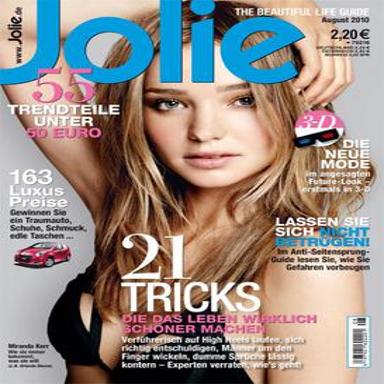 www.Jolie.de
Jolie
THE BEAUTIFUL LIFE GUIDE
August 2010
2,20 €
55
TRENDTEILE
UNTER
50 EURO
3-D
DIE
NEUE
MODE
im angesagten
Future-Look –
erstmals in 3-D
163
Luxus
Preise
Gewinnen Sie
ein Traumauto,
Schuhe, Schmuck,
edle Taschen ...
LASSEN SIE
SICH NICHT
BETRÜGEN!
Im Anti-Seitensprung-
Guide lesen Sie, wie Sie
Gefahren vorbeugen
21
TRICKS
DIE DAS LEBEN WIRKLICH
SCHÖNER MACHEN
Verführerisch auf High Heels laufen, sich
richtig entschuldigen, Männer um den
Finger wickeln, dumme Sprüche lässig
kontern – Experten verraten, wie's geht!
Miranda Kerr